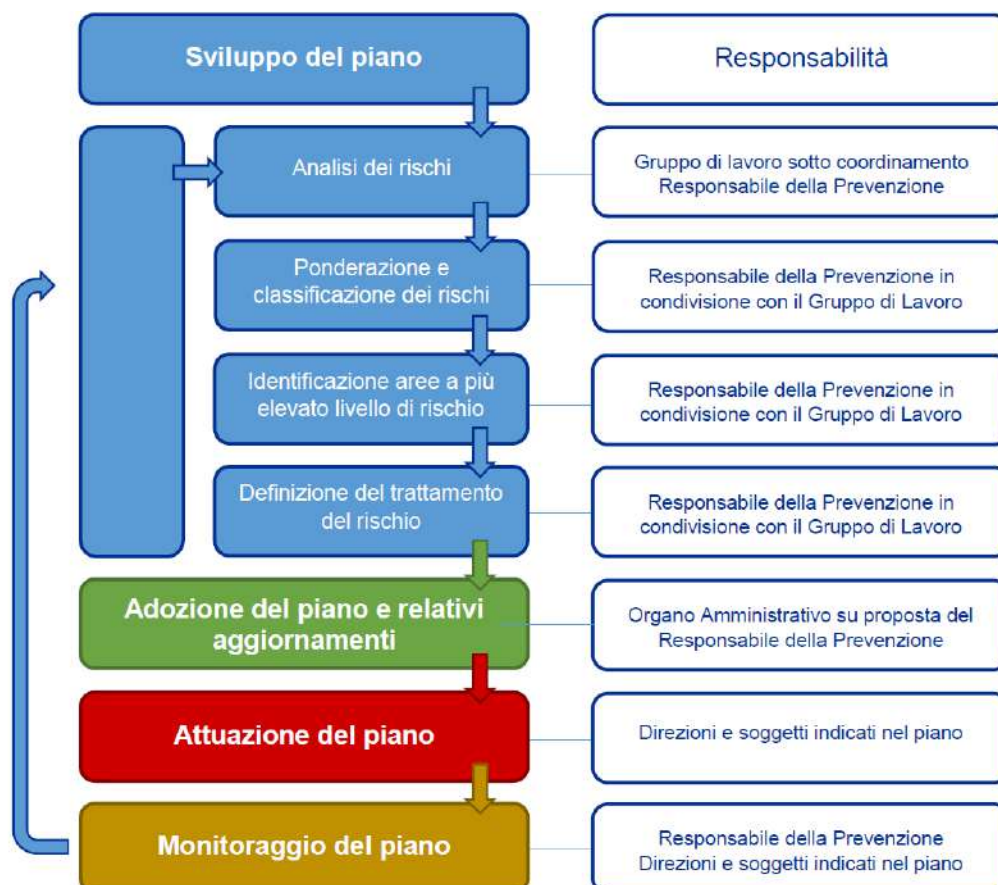 Sviluppo del piano
Responsabilità
Analisi dei rischi
Gruppo di lavoro sotto coordinamento
Responsabile della Prevenzione
Ponderazione e
classificazione dei rischi
Responsabile della Prevenzione in
condivisione con il Gruppo di Lavoro
Identificazione aree a più
elevato livello di rischio
Responsabile della Prevenzione in
condivisione con il Gruppo di Lavoro
Definizione del trattamento
del rischio
Responsabile della Prevenzione in
condivisione con il Gruppo di Lavoro
Adozione del piano e relativi
aggiornamenti
Organo Amministrativo su proposta del
Responsabile della Prevenzione
Attuazione del piano
Direzioni e soggetti indicati nel piano
Monitoraggio del piano
Responsabile della Prevenzione
Direzioni e soggetti indicati nel piano